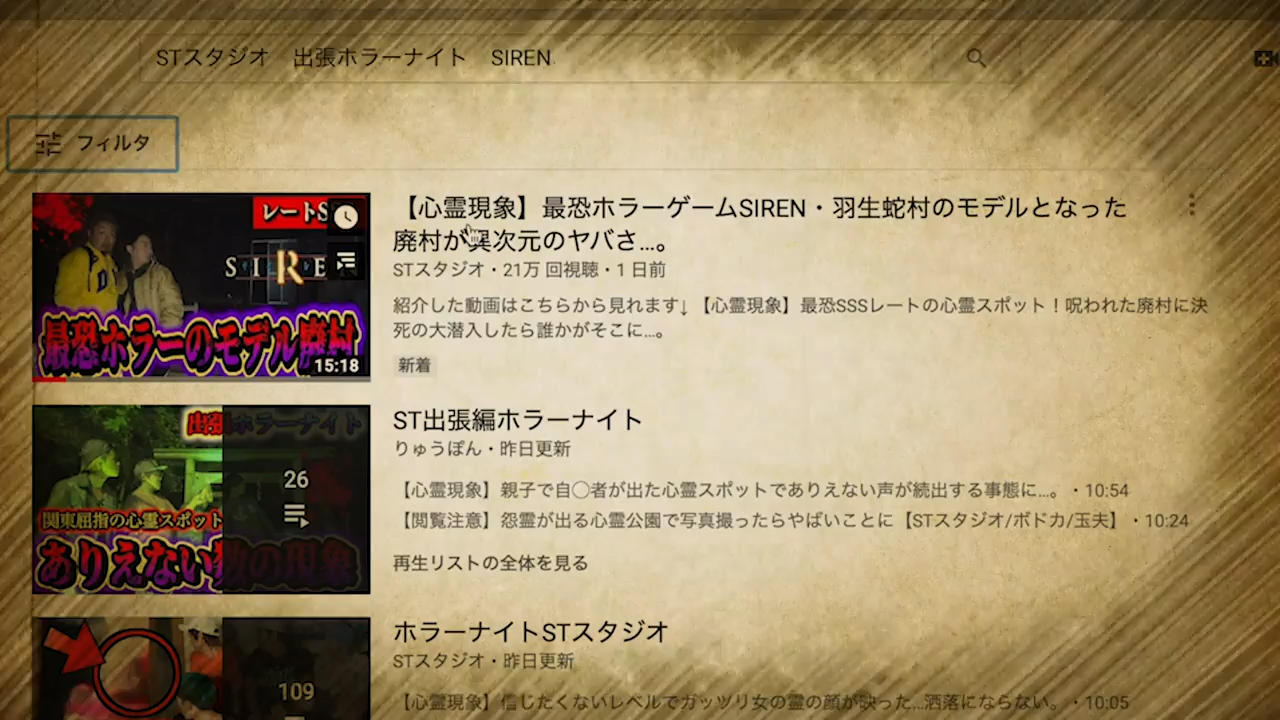 STスタジオ 出張ホラーナイト SIREN
フィルタ
レートS
SIRE
最恐ホラーのモデル廃村
15:18
【心霊現象】最恐ホラーゲームSIREN・羽生蛇村のモデルとなった
廃村が異次元のヤバさ...。
STスタジオ・21万 回視聴・1 日前
紹介した動画はこちらから見れます↓ 【心霊現象】最恐SSSレートの心霊スポット！呪われた廃村に決
死の大潜入したら誰かがそこに...。
新着
出張ホラーナイト
26
関東屈指の心霊スポット
ありえない数の現象
ST出張編ホラーナイト
りゅうぽん・昨日更新
【心霊現象】親子で自◯者が出た心霊スポットでありえない声が続出する事態に...。・10:54
【閲覧注意】怨霊が出る心霊公園で写真撮ったらやばいことに【STスタジオ/ボドカ/玉夫】・10:24
再生リストの全体を見る
109
ホラーナイトSTスタジオ
STスタジオ・昨日更新
【心霊現象】信じたくないレベルでガッツリ女の霊の顔が映った...洒落にならない。・10:05